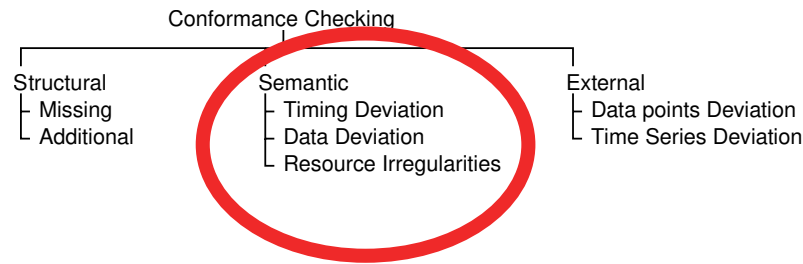 Conformance Checking
Structural
Missing
Additional
Semantic
Timing Deviation
Data Deviation
Resource Irregularities
External
Data points Deviation
Time Series Deviation